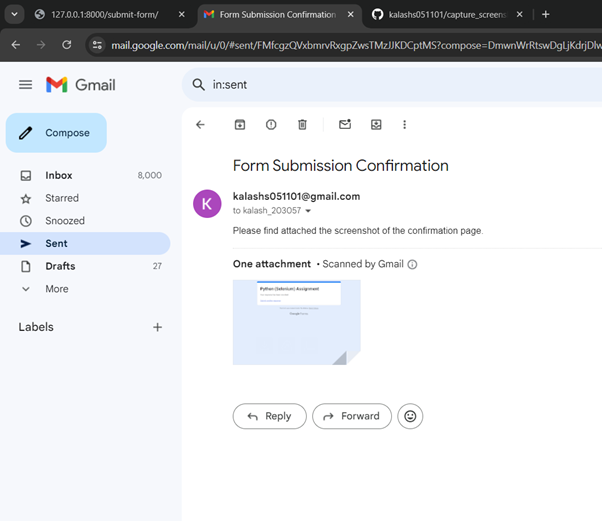 127.0.0.1:8000/submit-form/
Form Submission Confirmation
kalashs051101/capture_screens
mail.google.com/mail/u/0/#sent/FMfcgzQVxbmrvRxgpZwsTMzJJKDCptMS?compose=DmwnWrRtswDgLjKdrjDlw
Gmail
in:sent
Compose
Inbox 8,000
Starred
Snoozed
Sent
Drafts 27
More
Labels
Form Submission Confirmation
K
kalashs051101@gmail.com
to kalash_203057
Please find attached the screenshot of the confirmation page.
One attachment • Scanned by Gmail
Python (Selenium) Assignment
Reply
Forward